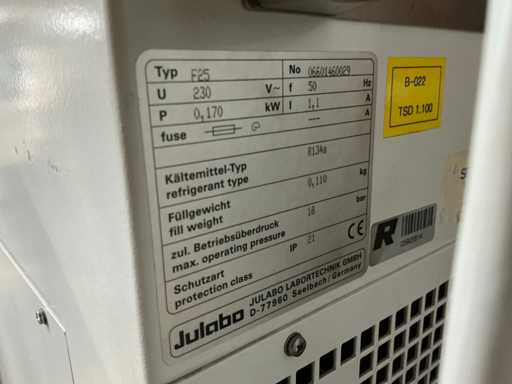 Typ F25 No 06601460029
U 230 V~ f 50 Hz
P 0,170 kW I 1,1 A
fuse --- A
Kältemittel-Typ
refrigerant type R134a
Füllgewicht
fill weight 0,110 kg
zul. Betriebsüberdruck
max. operating pressure 16 bar
Schutzart
protection class IP 21 CE
Julabo JULABO LABORTECHNIK GMBH
D-77960 Seelbach/Germany
B-022
TSD 1.100
R